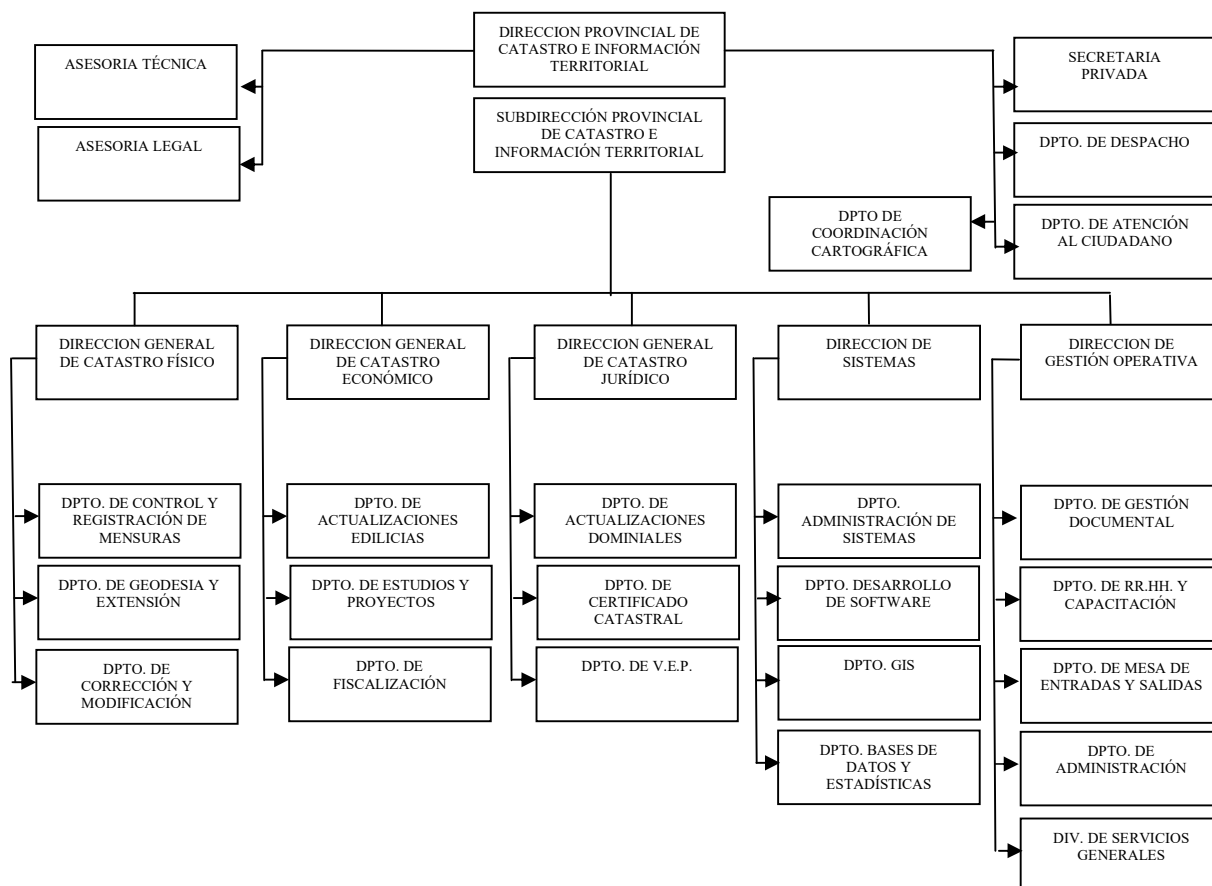 DIRECCION PROVINCIAL DE
CATASTRO E INFORMACIÓN
TERRITORIAL
ASESORIA TÉCNICA
SECRETARIA
PRIVADA
SUBDIRECCIÓN PROVINCIAL
DE CATASTRO E
INFORMACIÓN TERRITORIAL
ASESORIA LEGAL
DPTO. DE DESPACHO
DPTO DE
COORDINACIÓN
CARTOGRÁFICA
DPTO. DE ATENCIÓN
AL CIUDADANO
DIRECCION GENERAL
DE CATASTRO FÍSICO
DIRECCION GENERAL
DE CATASTRO
ECONÓMICO
DIRECCION GENERAL
DE CATASTRO
JURÍDICO
DIRECCION DE
SISTEMAS
DIRECCION DE
GESTIÓN OPERATIVA
DPTO. DE CONTROL Y
REGISTRACIÓN DE
MENSURAS
DPTO. DE
ACTUALIZACIONES
EDILICIAS
DPTO. DE
ACTUALIZACIONES
DOMINIALES
DPTO.
ADMINISTRACIÓN DE
SISTEMAS
DPTO. DE GESTIÓN
DOCUMENTAL
DPTO. DE GEODESIA Y
EXTENSIÓN
DPTO. DE ESTUDIOS Y
PROYECTOS
DPTO. DE
CERTIFICADO
CATASTRAL
DPTO. DESARROLLO
DE SOFTWARE
DPTO. DE RR.HH. Y
CAPACITACIÓN
DPTO. DE
CORRECCIÓN Y
MODIFICACIÓN
DPTO. DE
FISCALIZACIÓN
DPTO. DE V.E.P.
DPTO. GIS
DPTO. DE MESA DE
ENTRADAS Y SALIDAS
DPTO. BASES DE
DATOS Y
ESTADÍSTICAS
DPTO. DE
ADMINISTRACIÓN
DIV. DE SERVICIOS
GENERALES